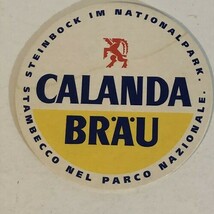 STEINBOCK IM NATIONALPARK.
CALANDA
BRÄU
STAMBECCO NEL PARCO NAZIONALE.